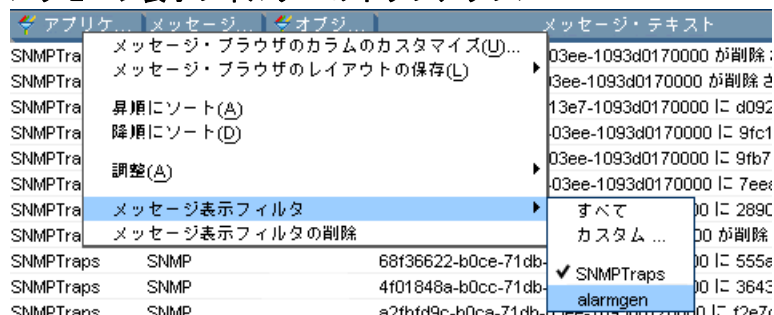 アプリケ... メッセージ... オブジ... メッセージ・テキスト
メッセージ・ブラウザのカラムのカスタマイズ(U)...
メッセージ・ブラウザのレイアウトの保存(L)
昇順にソート(A)
降順にソート(D)
調整(A)
メッセージ表示フィルタ
メッセージ表示フィルタの削除
すべて
カスタム ...
✔ SNMPTraps
alarmgen
SNMPTra 03ee-1093d0170000 が削除
SNMPTra 3ee-1093d0170000 が削除
SNMPTra 13e7-1093d0170000 に d092
SNMPTra -03ee-1093d0170000 に 9fc1
SNMPTra 03ee-1093d0170000 に 9fb7
SNMPTra -03ee-1093d0170000 に 7eea
SNMPTra 00 に 2890
SNMPTra 00 が削除
SNMPTraps SNMP 68f36622-b0ce-71db- 00 に 555a
SNMPTraps SNMP 4f01848a-b0cc-71db- 00 に 3643
SNMPTraps SNMP